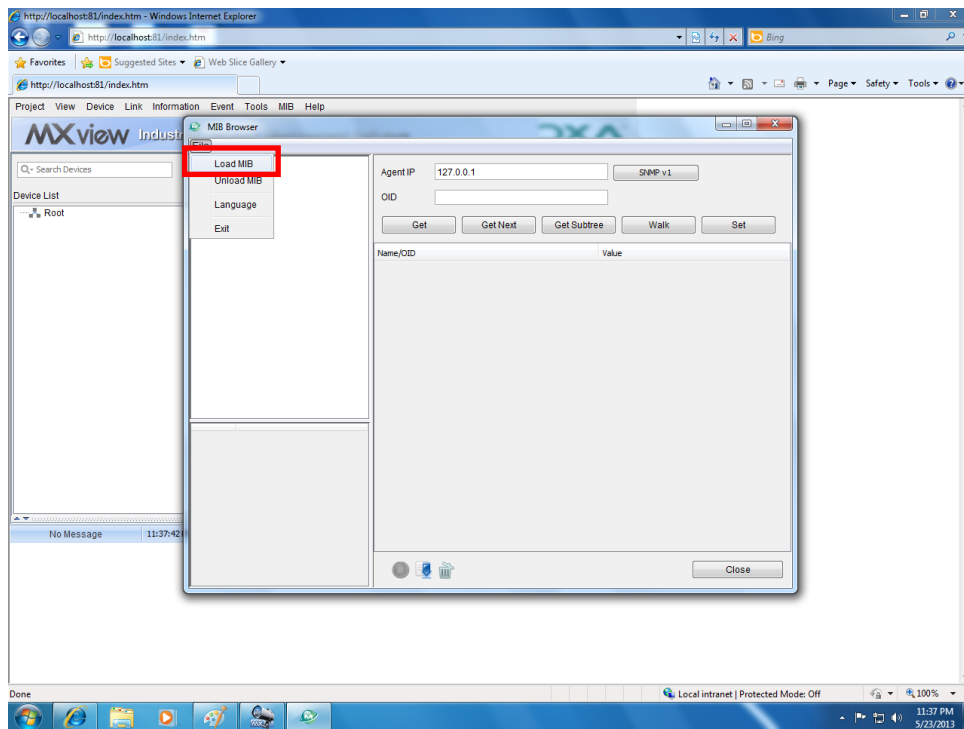 http://localhost:81/index.htm - Windows Internet Explorer
http://localhost:81/index.htm
Bing
Favorites Suggested Sites Web Slice Gallery
http://localhost:81/index.htm
Page Safety Tools
Project View Device Link Information Event Tools MIB Help
MXview
MIB Browser
File
Search Devices
Load MIB
Unload MIB
Language
Exit
Device List
Root
Agent IP 127.0.0.1 SNMP v1
OID
Get Get Next Get Subtree Walk Set
Name/OID Value
No Message 11:37:42
Close
Done
Local intranet | Protected Mode: Off 100%
11:37 PM
5/23/2013